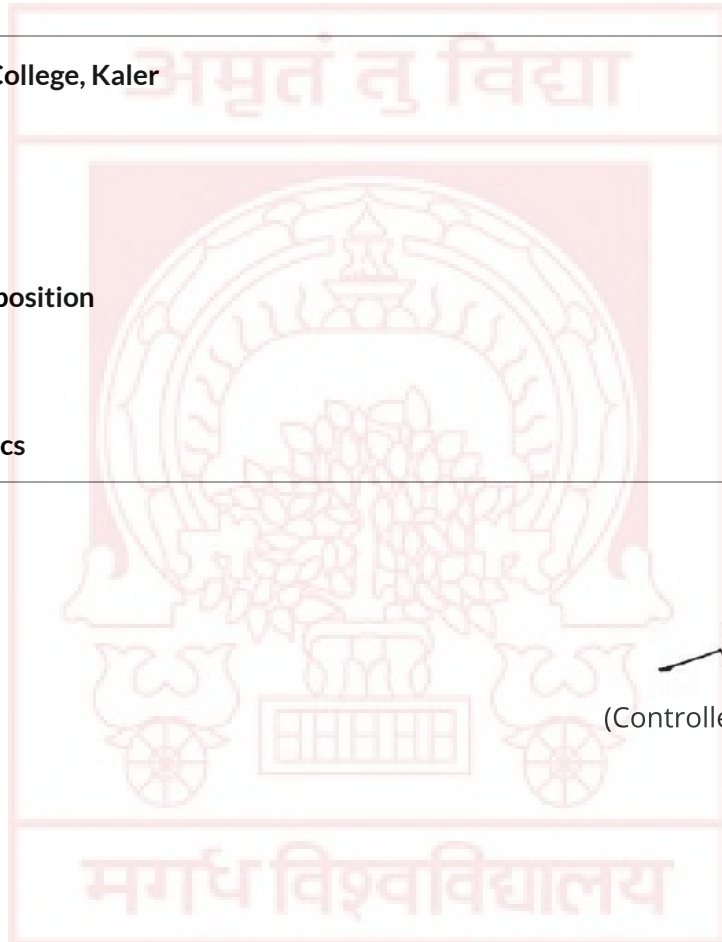 अमृतं तु विद्या
College, Kaler
position
cs
(Controlle
मगध विश्वविद्यालय